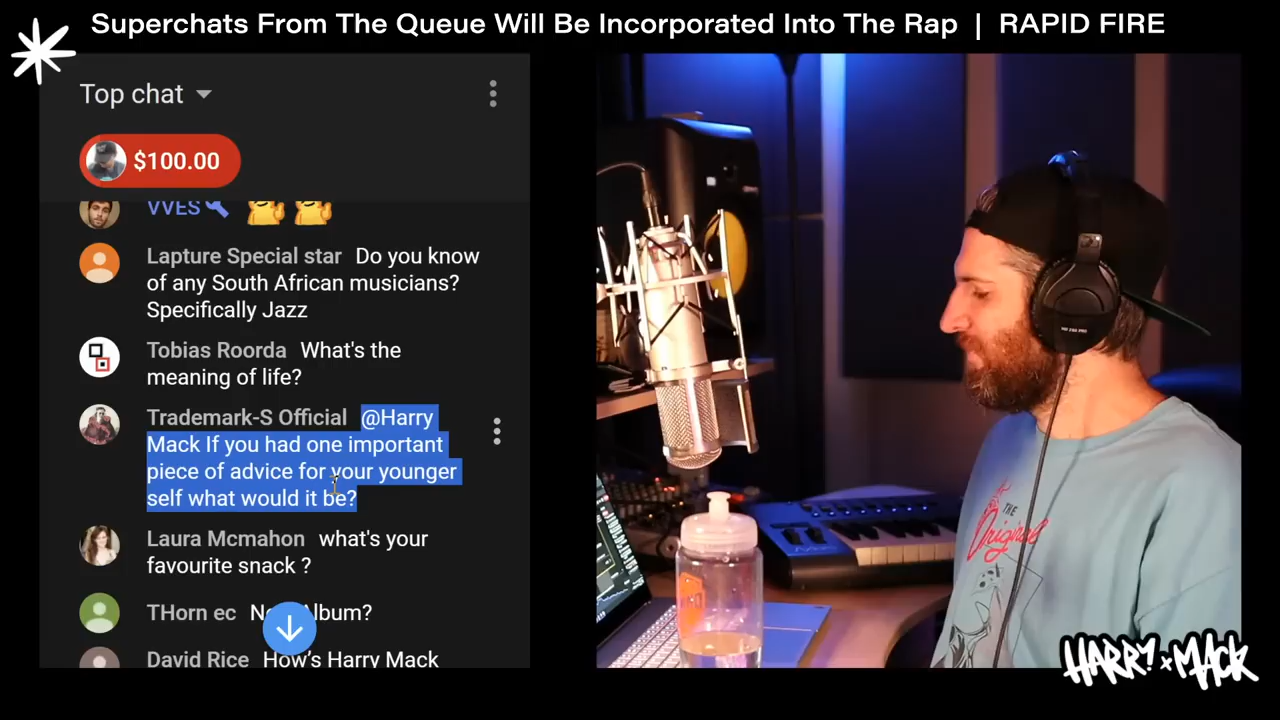 Superchats From The Queue Will Be Incorporated Into The Rap | RAPID FIRE
Top chat
$100.00
VVES
Lapture Special star Do you know
of any South African musicians?
Specifically Jazz
Tobias Roorda What's the
meaning of life?
Trademark-S Official @Harry
Mack If you had one important
piece of advice for your younger
self what would it be?
Laura Mcmahon what's your
favourite snack ?
THorn ec Album?
David Rice How's Harry Mack
THE
Original
HARRY MACK